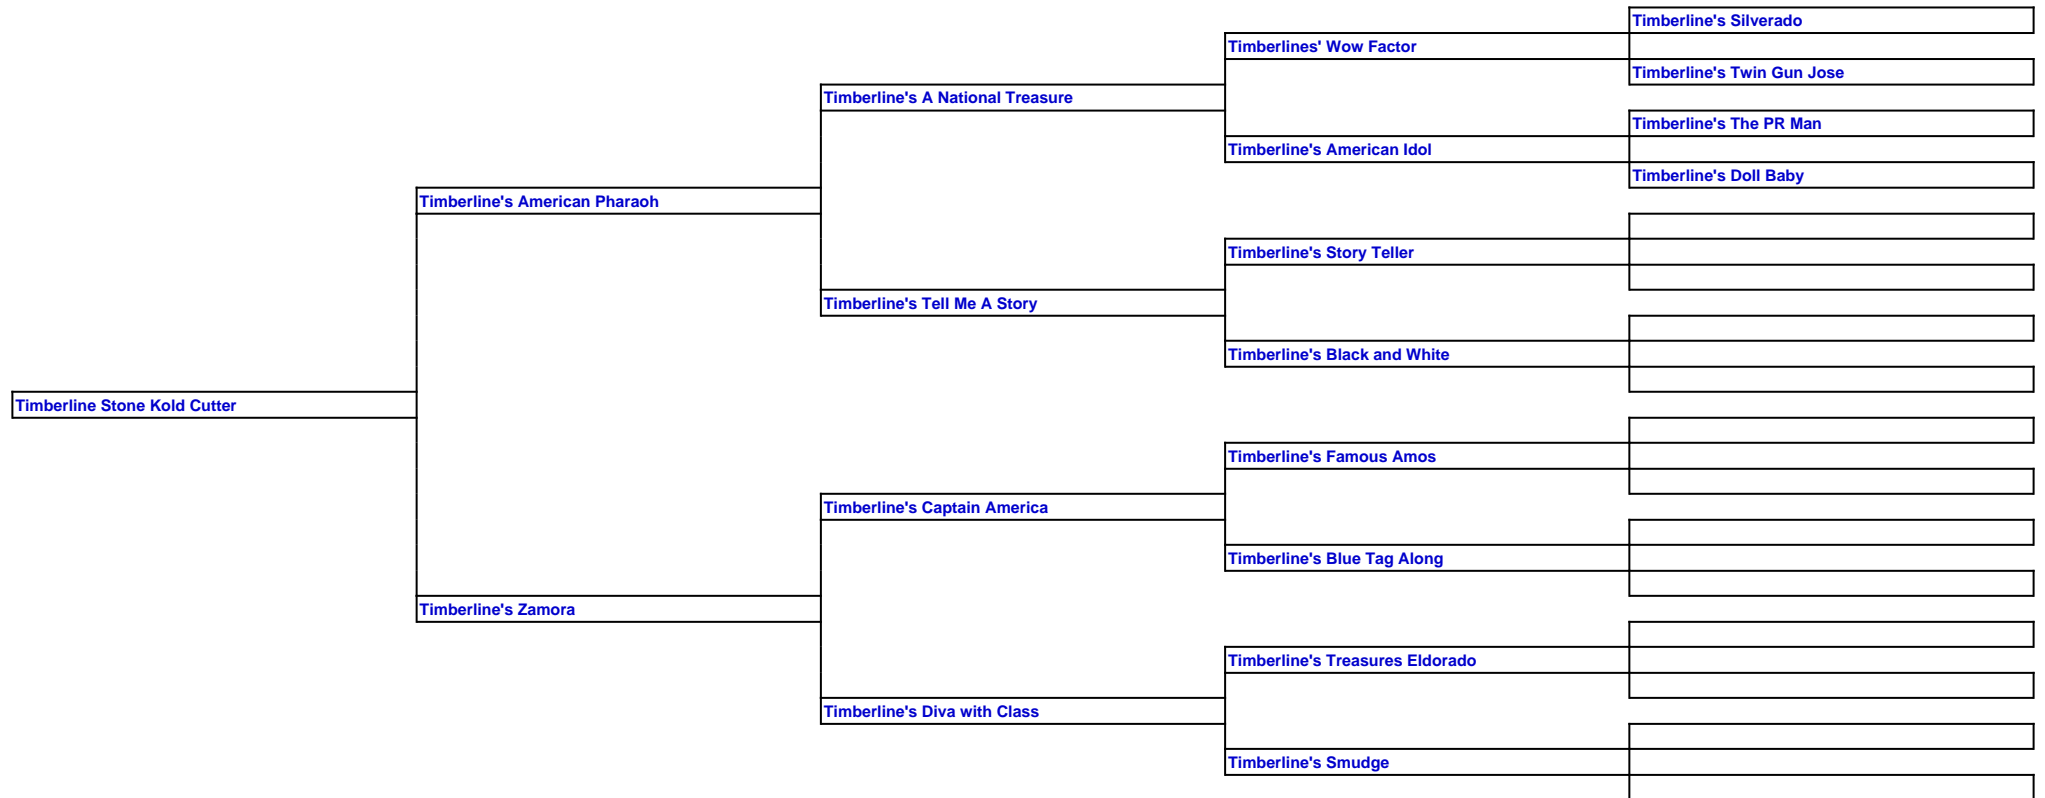 Timberline's Silverado
Timberlines' Wow Factor
Timberline's Twin Gun Jose
Timberline's A National Treasure
Timberline's The PR Man
Timberline's American Idol
Timberline's Doll Baby
Timberline's American Pharaoh
Timberline's Story Teller
Timberline's Tell Me A Story
Timberline's Black and White
Timberline Stone Kold Cutter
Timberline's Famous Amos
Timberline's Captain America
Timberline's Blue Tag Along
Timberline's Zamora
Timberline's Treasures Eldorado
Timberline's Diva with Class
Timberline's Smudge